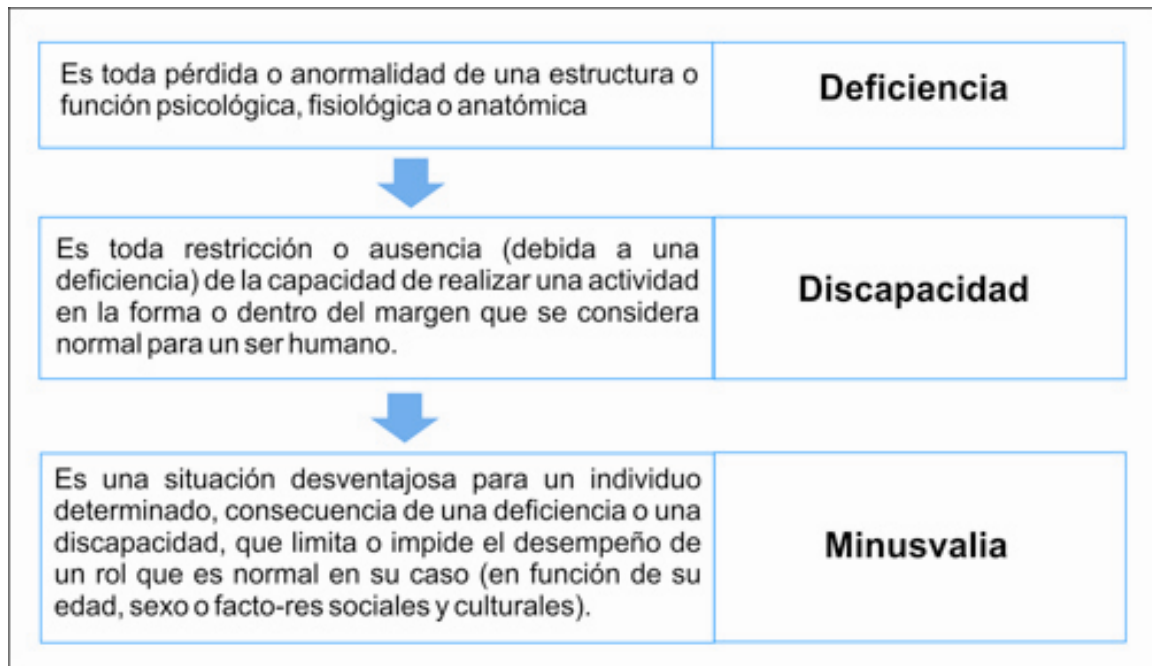 Es toda pérdida o anormalidad de una estructura o
función psicológica, fisiológica o anatómica
Deficiencia
Es toda restricción o ausencia (debida a una
deficiencia) de la capacidad de realizar una actividad
en la forma o dentro del margen que se considera
normal para un ser humano.
Discapacidad
Es una situación desventajosa para un individuo
determinado, consecuencia de una deficiencia o una
discapacidad, que limita o impide el desempeño de
un rol que es normal en su caso (en función de su
edad, sexo o facto-res sociales y culturales).
Minusvalia